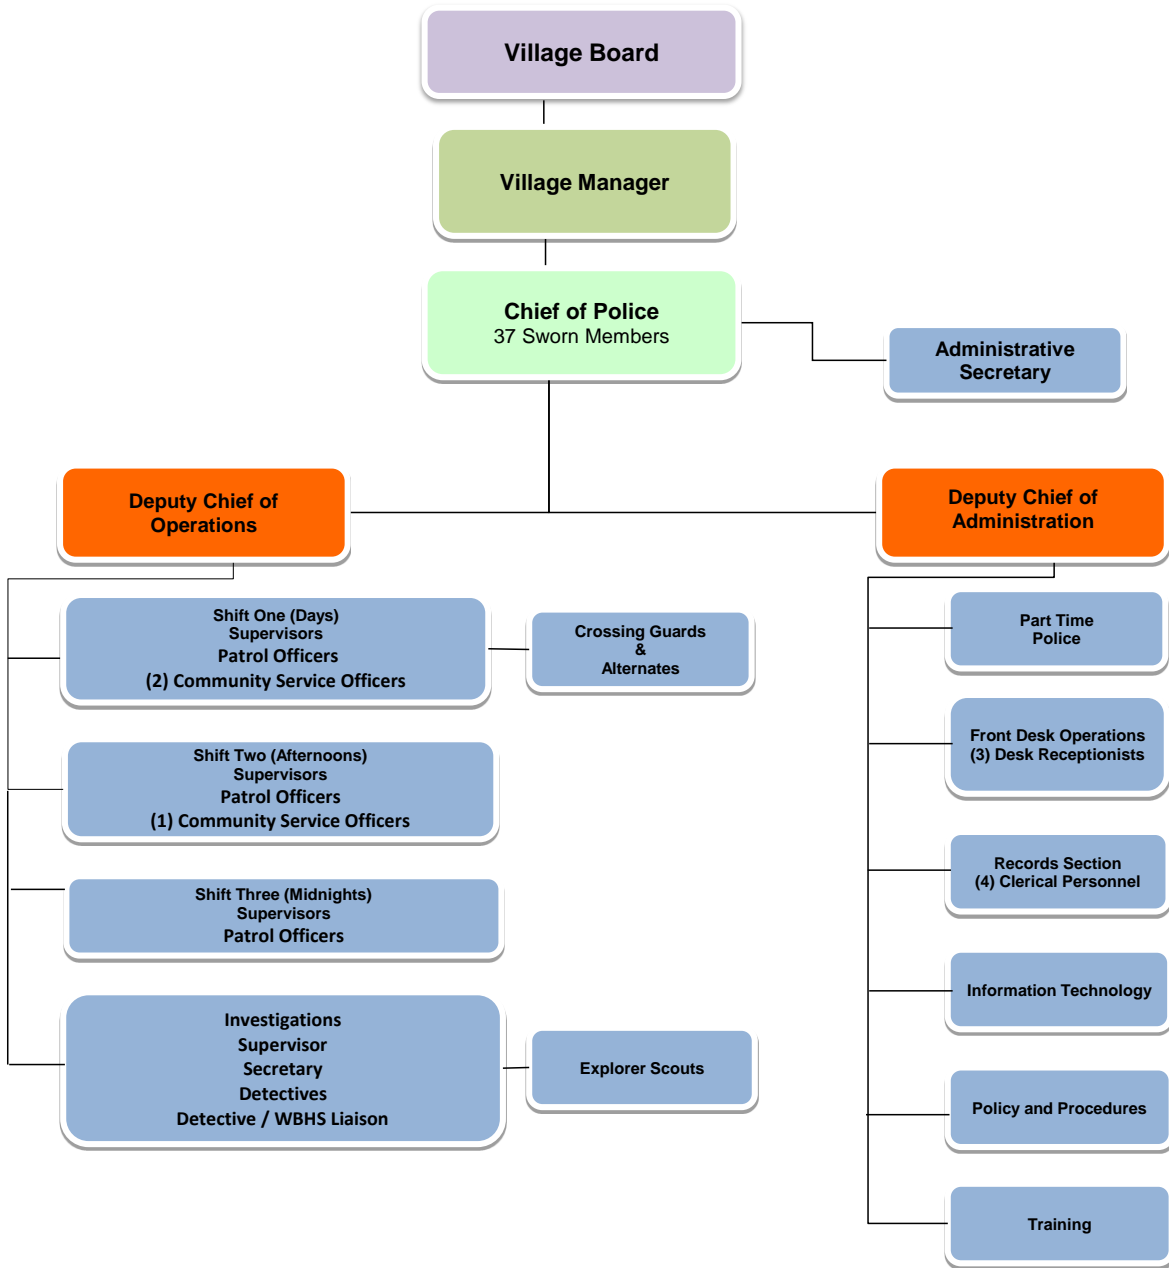 Village Board
Village Manager
Chief of Police
37 Sworn Members
Administrative
Secretary
Deputy Chief of
Operations
Deputy Chief of
Administration
Shift One (Days)
Supervisors
Patrol Officers
(2) Community Service Officers
Crossing Guards
&
Alternates
Shift Two (Afternoons)
Supervisors
Patrol Officers
(1) Community Service Officers
Shift Three (Midnights)
Supervisors
Patrol Officers
Investigations
Supervisor
Secretary
Detectives
Detective / WBHS Liaison
Explorer Scouts
Part Time
Police
Front Desk Operations
(3) Desk Receptionists
Records Section
(4) Clerical Personnel
Information Technology
Policy and Procedures
Training